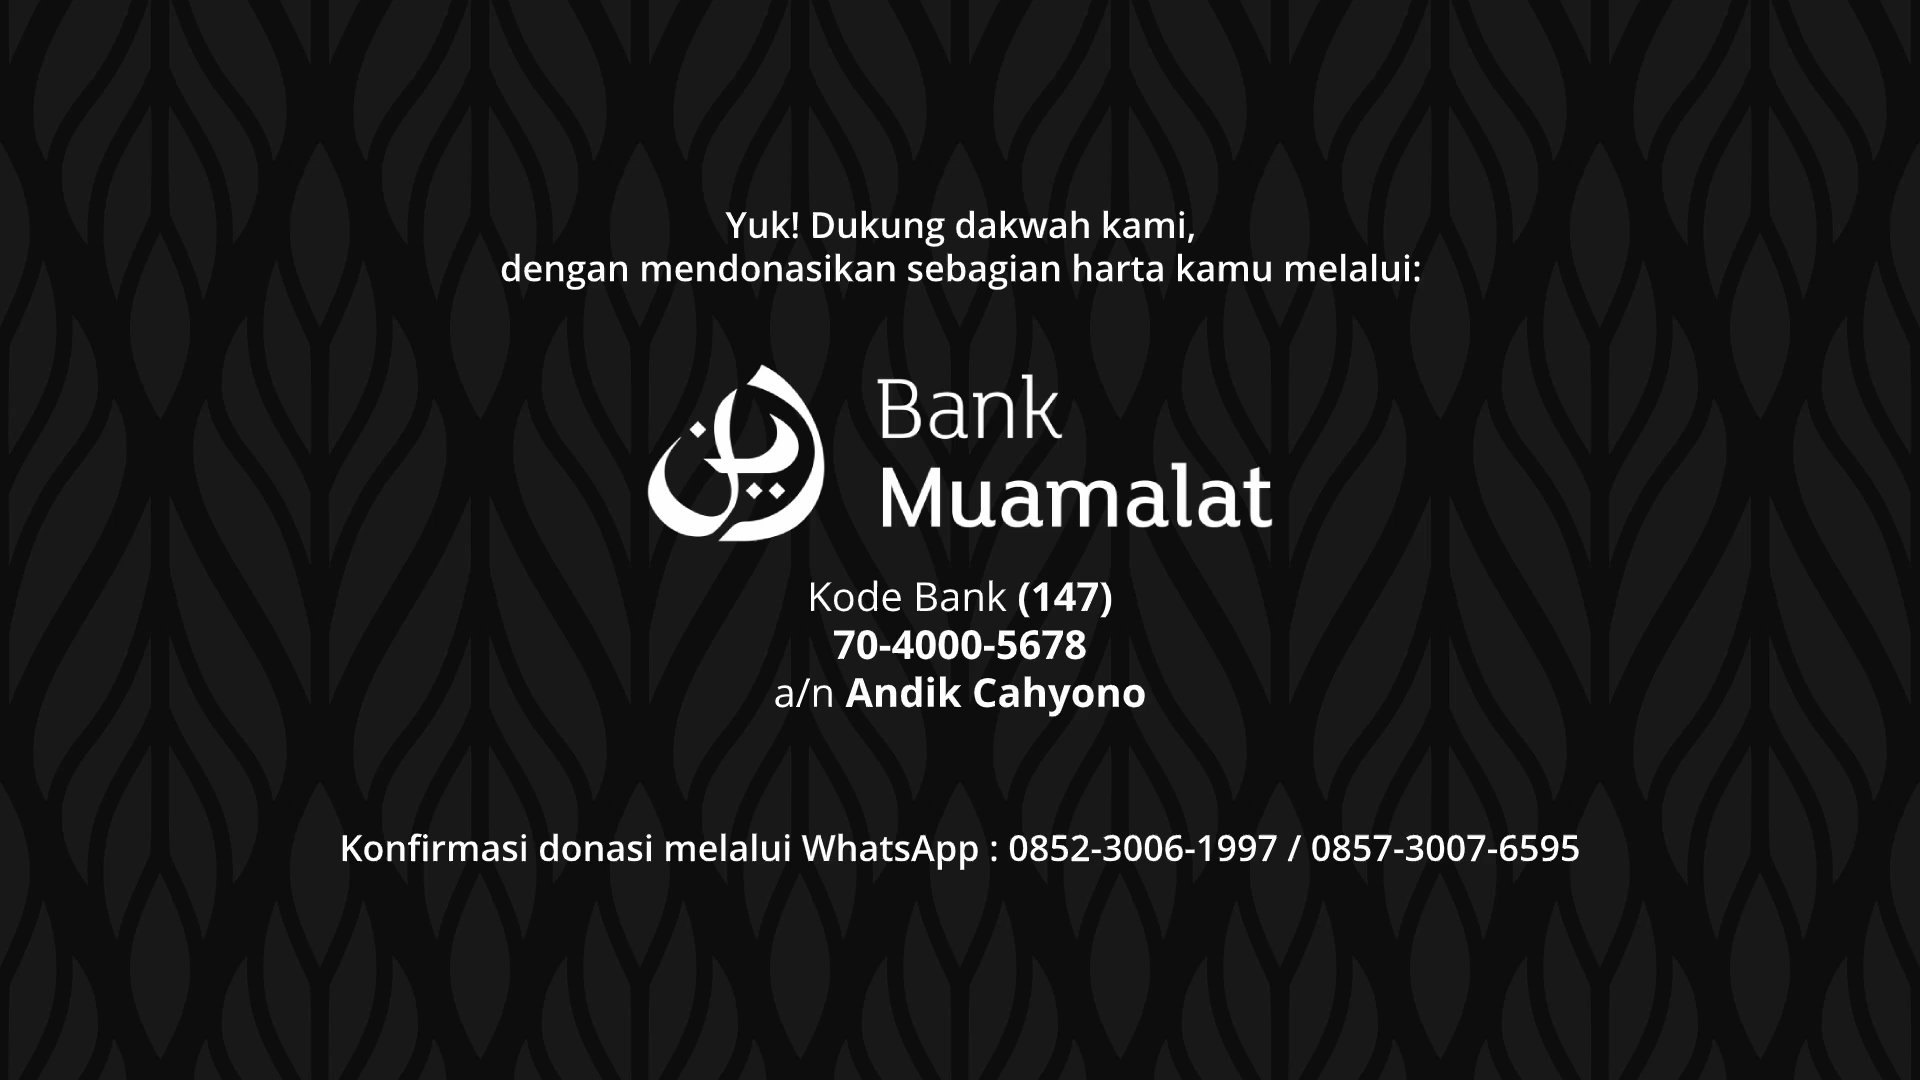 Yuk! Dukung dakwah kami,
dengan mendonasikan sebagian harta kamu melalui:
Bank
Muamalat
Kode Bank (147)
70-4000-5678
a/n Andik Cahyono
Konfirmasi donasi melalui WhatsApp : 0852-3006-1997 / 0857-3007-6595